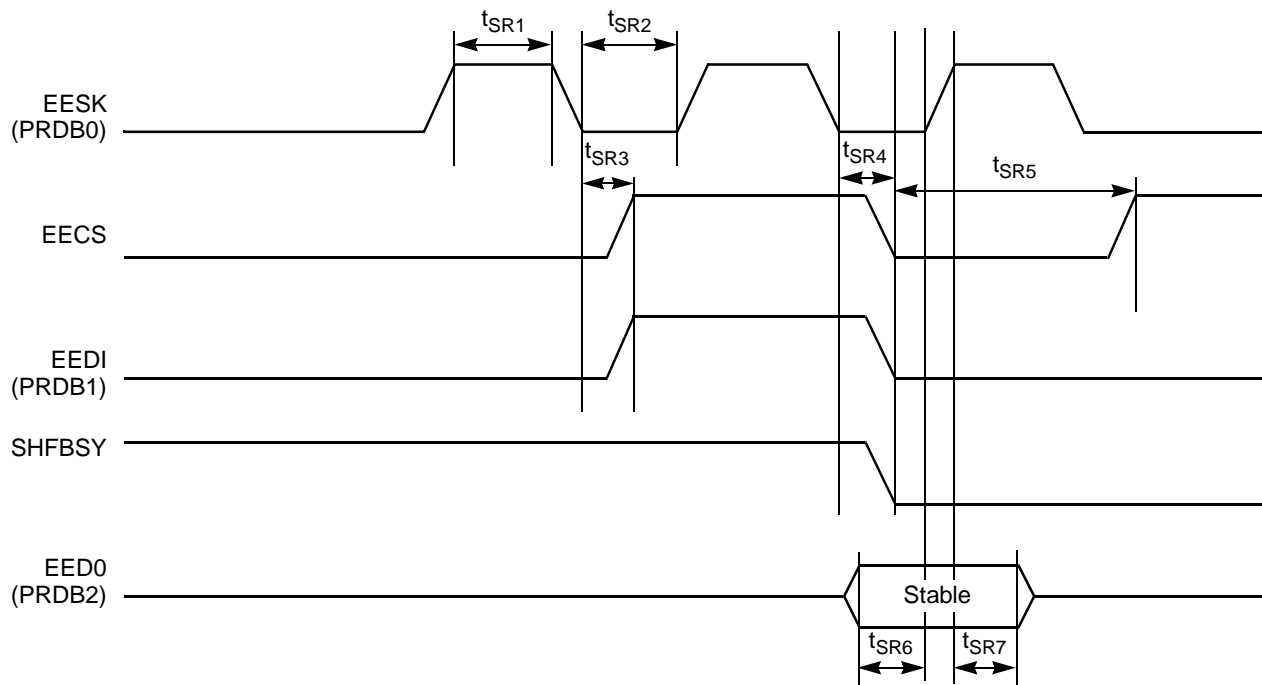 tSR1
tSR2
EESK
(PRDB0)
tSR3
tSR4
tSR5
EECS
EEDI
(PRDB1)
SHFBSY
EED0
(PRDB2)
Stable
tSR6
tSR7